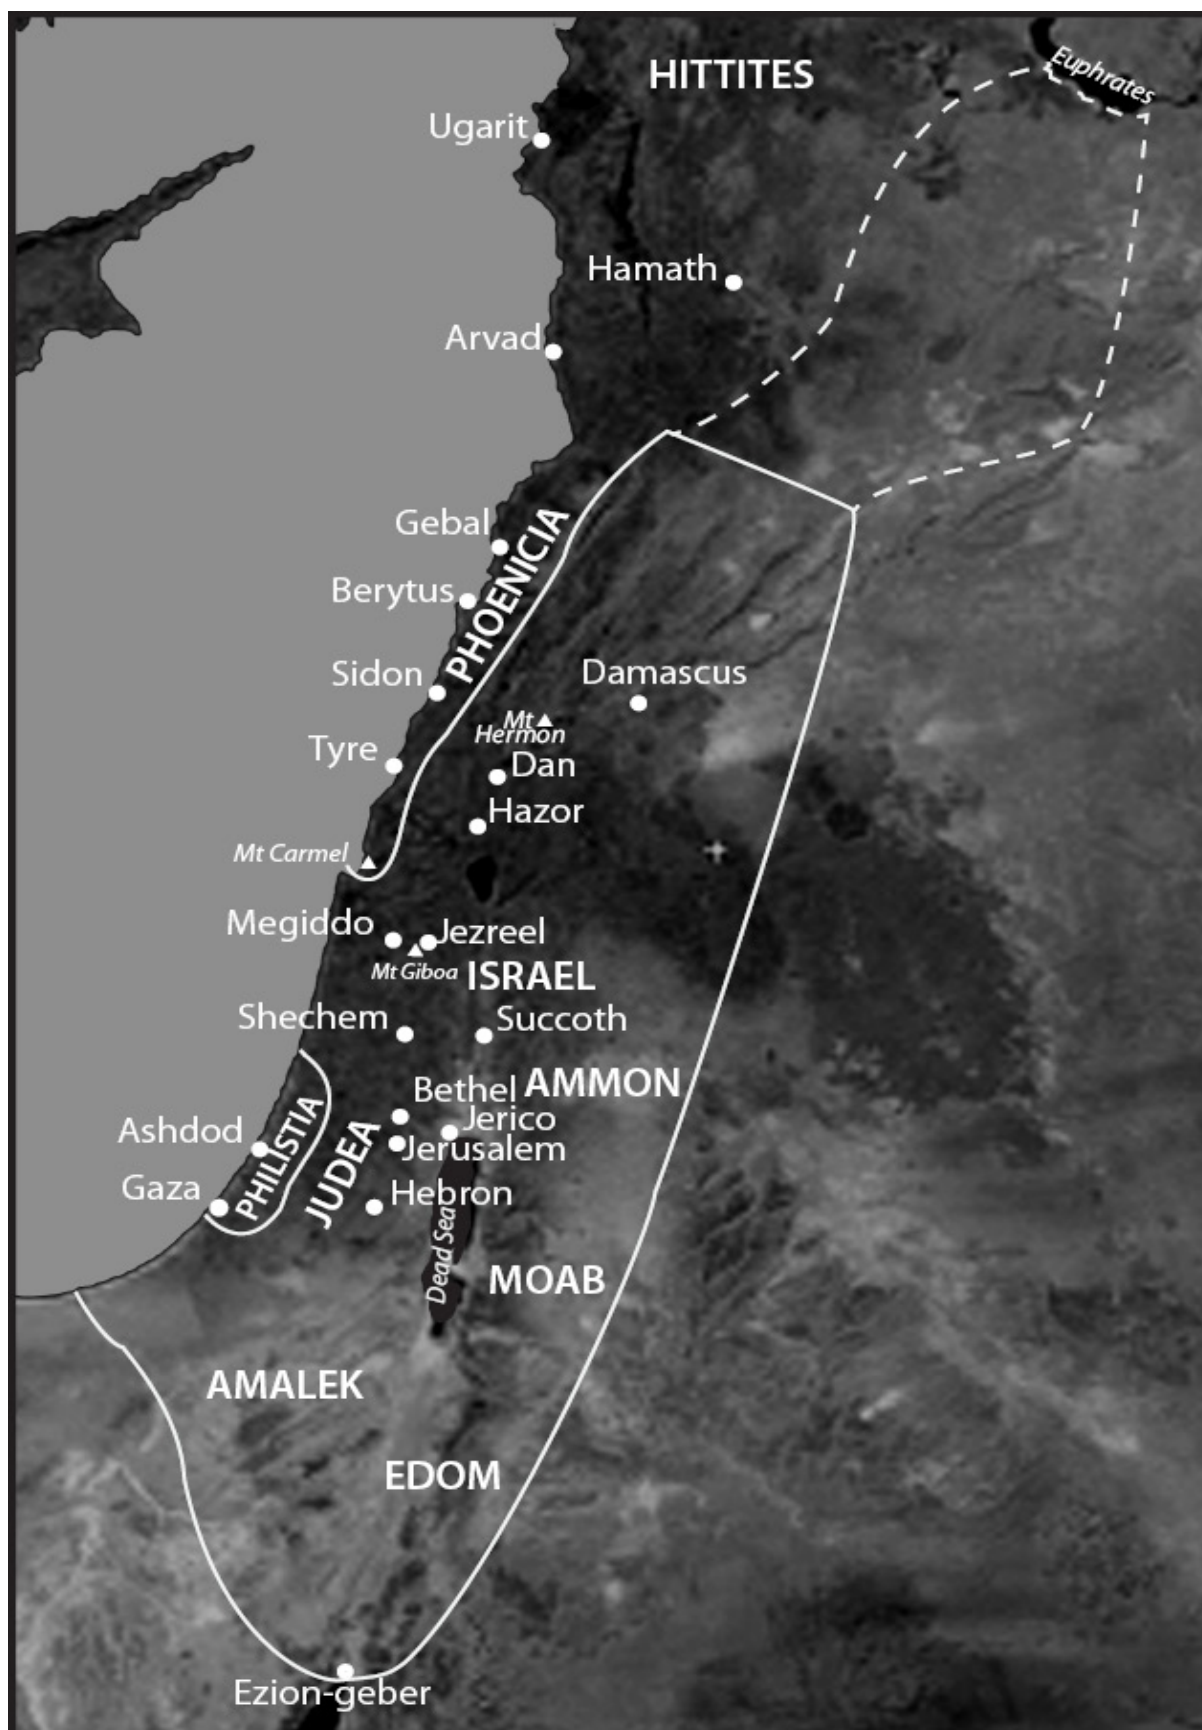 HITTITES
Euphrates
Ugarit
Hamath
Arvad
Gebal
PHOENICIA
Berytus
Sidon
Damascus
Mt
Hermon
Tyre
Dan
Hazor
Mt Carmel
Megiddo
Jezreel
Mt Giboa
ISRAEL
Shechem
Succoth
Bethel
AMMON
Ashdod
PHILISTIA
JUDEA
Jerico
Jerusalem
Gaza
Hebron
Dead Sea
MOAB
AMALEK
EDOM
Ezion-geber